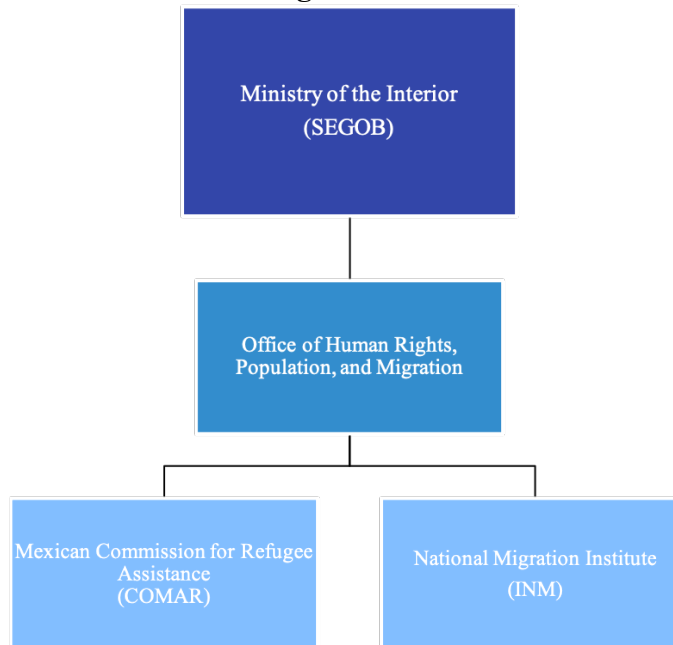 Ministry of the Interior
(SEGOB)
Office of Human Rights,
Population, and Migration
Mexican Commission for Refugee
Assistance
(COMAR)
National Migration Institute
(INM)